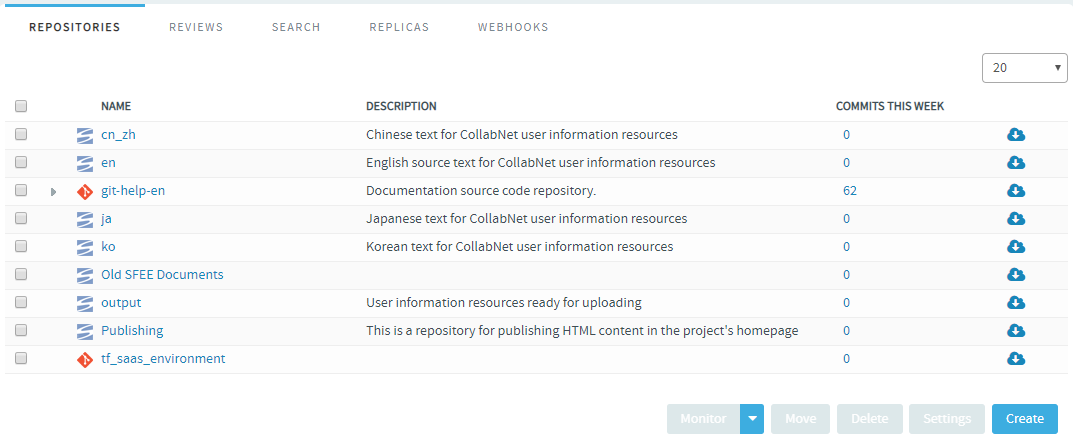 REPOSITORIES REVIEWS SEARCH REPLICAS WEBHOOKS
20
NAME DESCRIPTION COMMITS THIS WEEK
cn_zh Chinese text for CollabNet user information resources 0
en English source text for CollabNet user information resources 0
git-help-en Documentation source code repository. 62
ja Japanese text for CollabNet user information resources 0
ko Korean text for CollabNet user information resources 0
Old SFEE Documents 0
output User information resources ready for uploading 0
Publishing This is a repository for publishing HTML content in the project's homepage 0
tf_saas_environment 0
Monitor Move Delete Settings Create